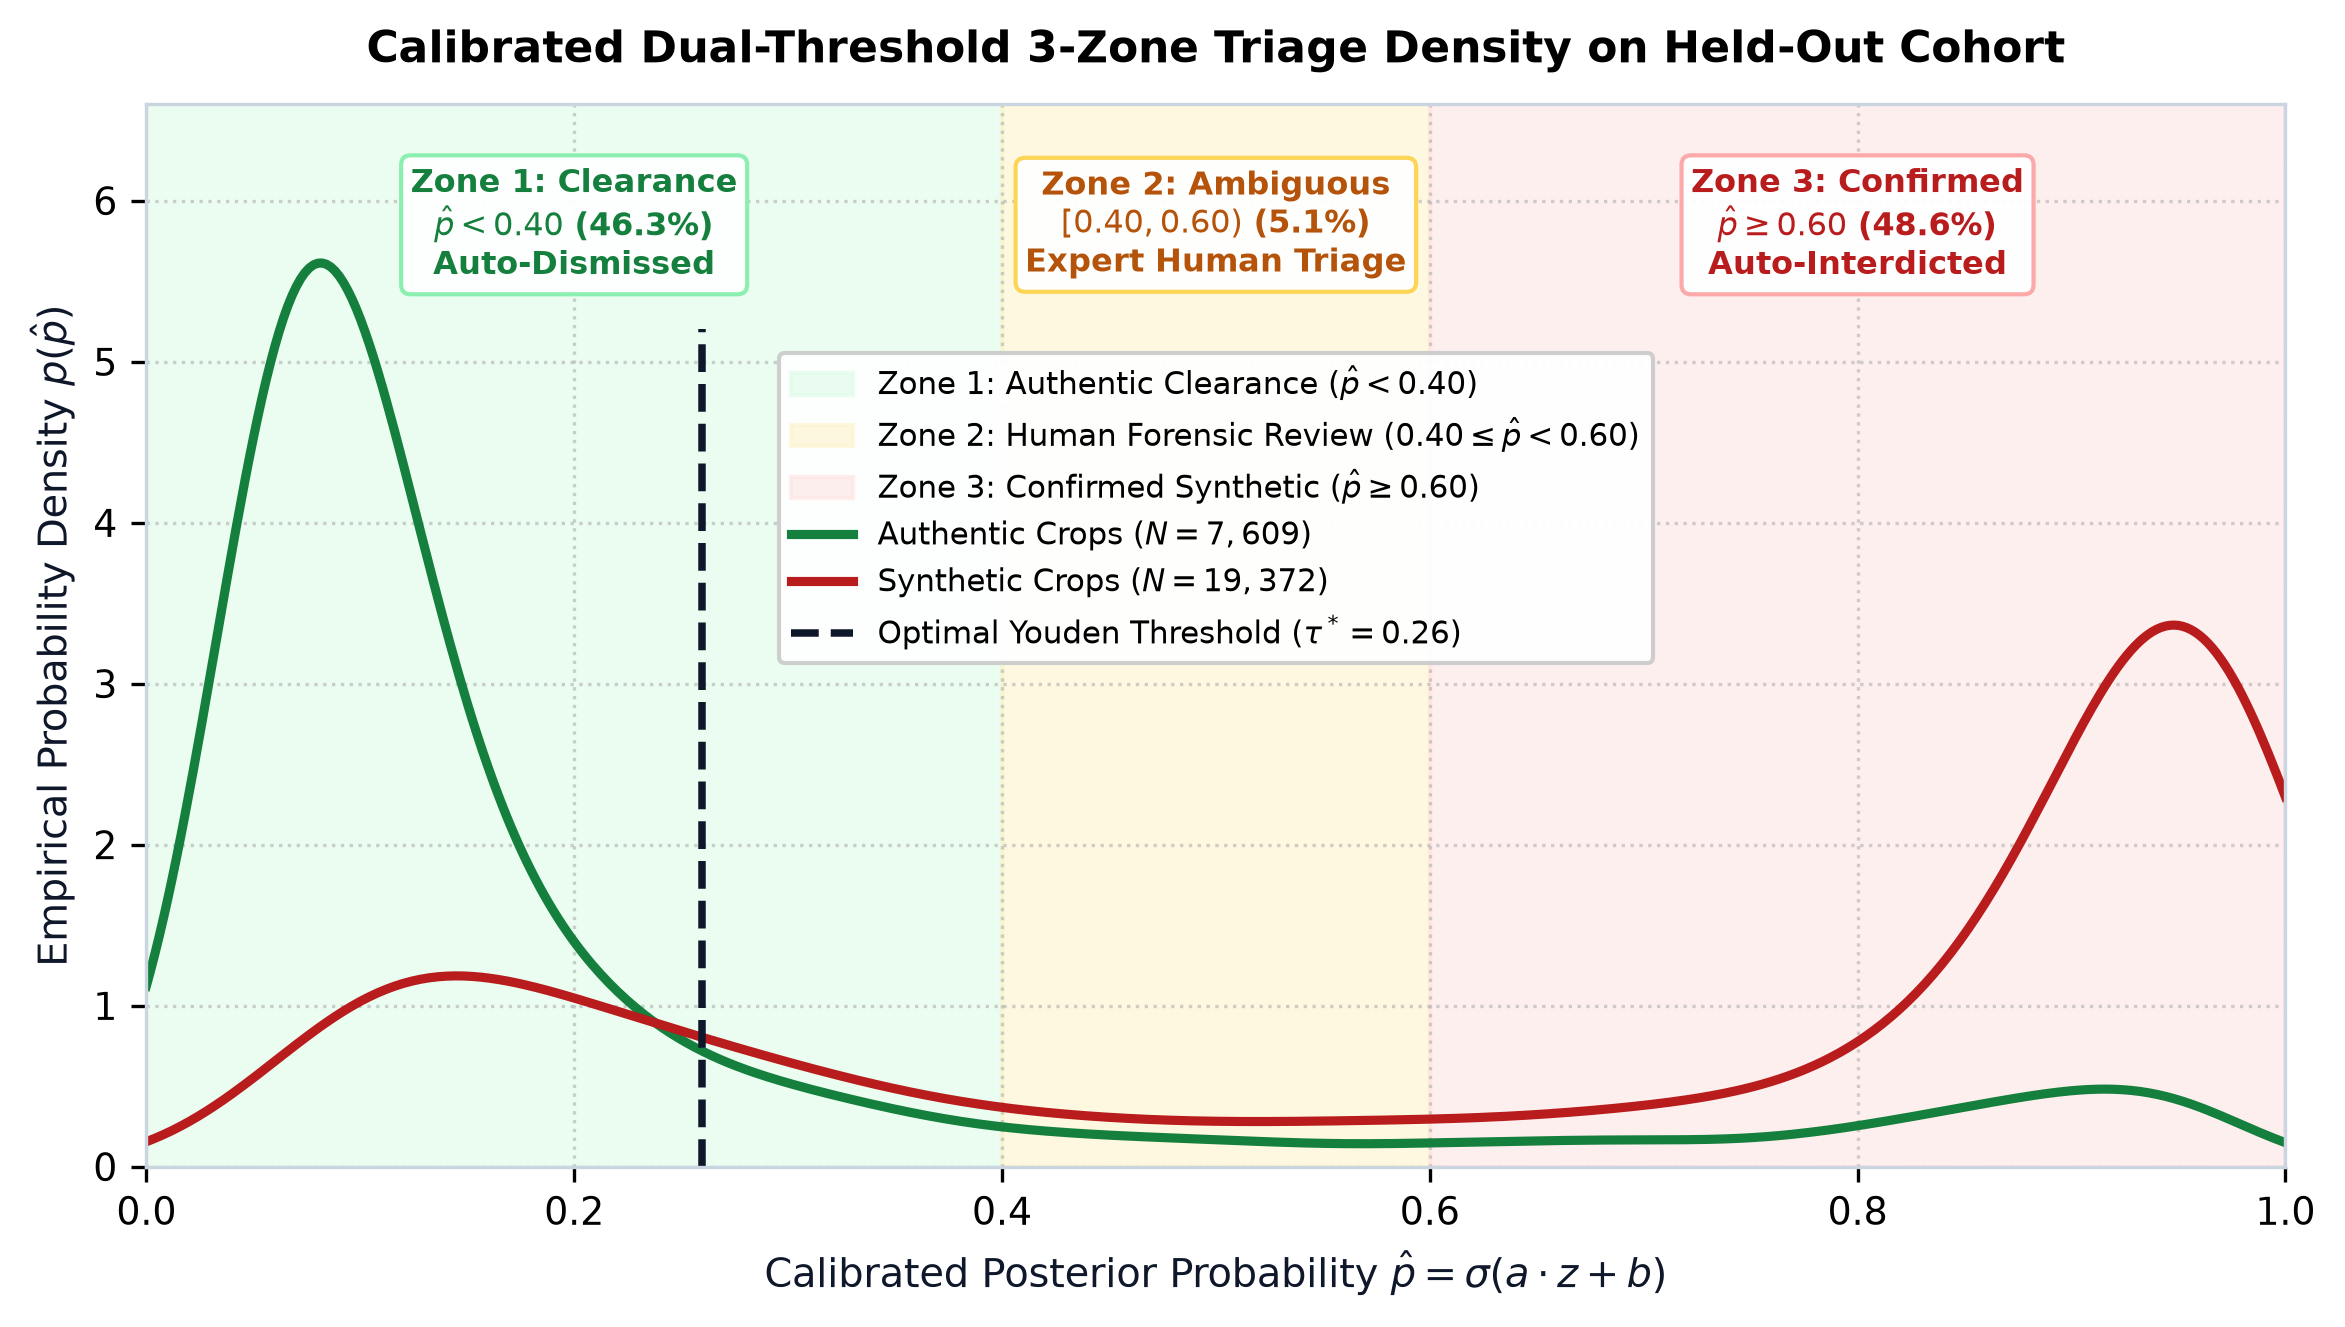 Calibrated Dual-Threshold 3-Zone Triage Density on Held-Out Cohort
Zone 1: Clearance
p̂ < 0.40 (46.3%)
Auto-Dismissed
Zone 2: Ambiguous
[0.40, 0.60) (5.1%)
Expert Human Triage
Zone 3: Confirmed
p̂ ≥ 0.60 (48.6%)
Auto-Interdicted
Zone 1: Authentic Clearance (p̂ < 0.40)
Zone 2: Human Forensic Review (0.40 ≤ p̂ < 0.60)
Zone 3: Confirmed Synthetic (p̂ ≥ 0.60)
Authentic Crops (N = 7, 609)
Synthetic Crops (N = 19, 372)
Optimal Youden Threshold (τ* = 0.26)
Empirical Probability Density p(p̂)
6
5
4
3
2
1
0
0.0 0.2 0.4 0.6 0.8 1.0
Calibrated Posterior Probability p̂ = σ(a · z + b)